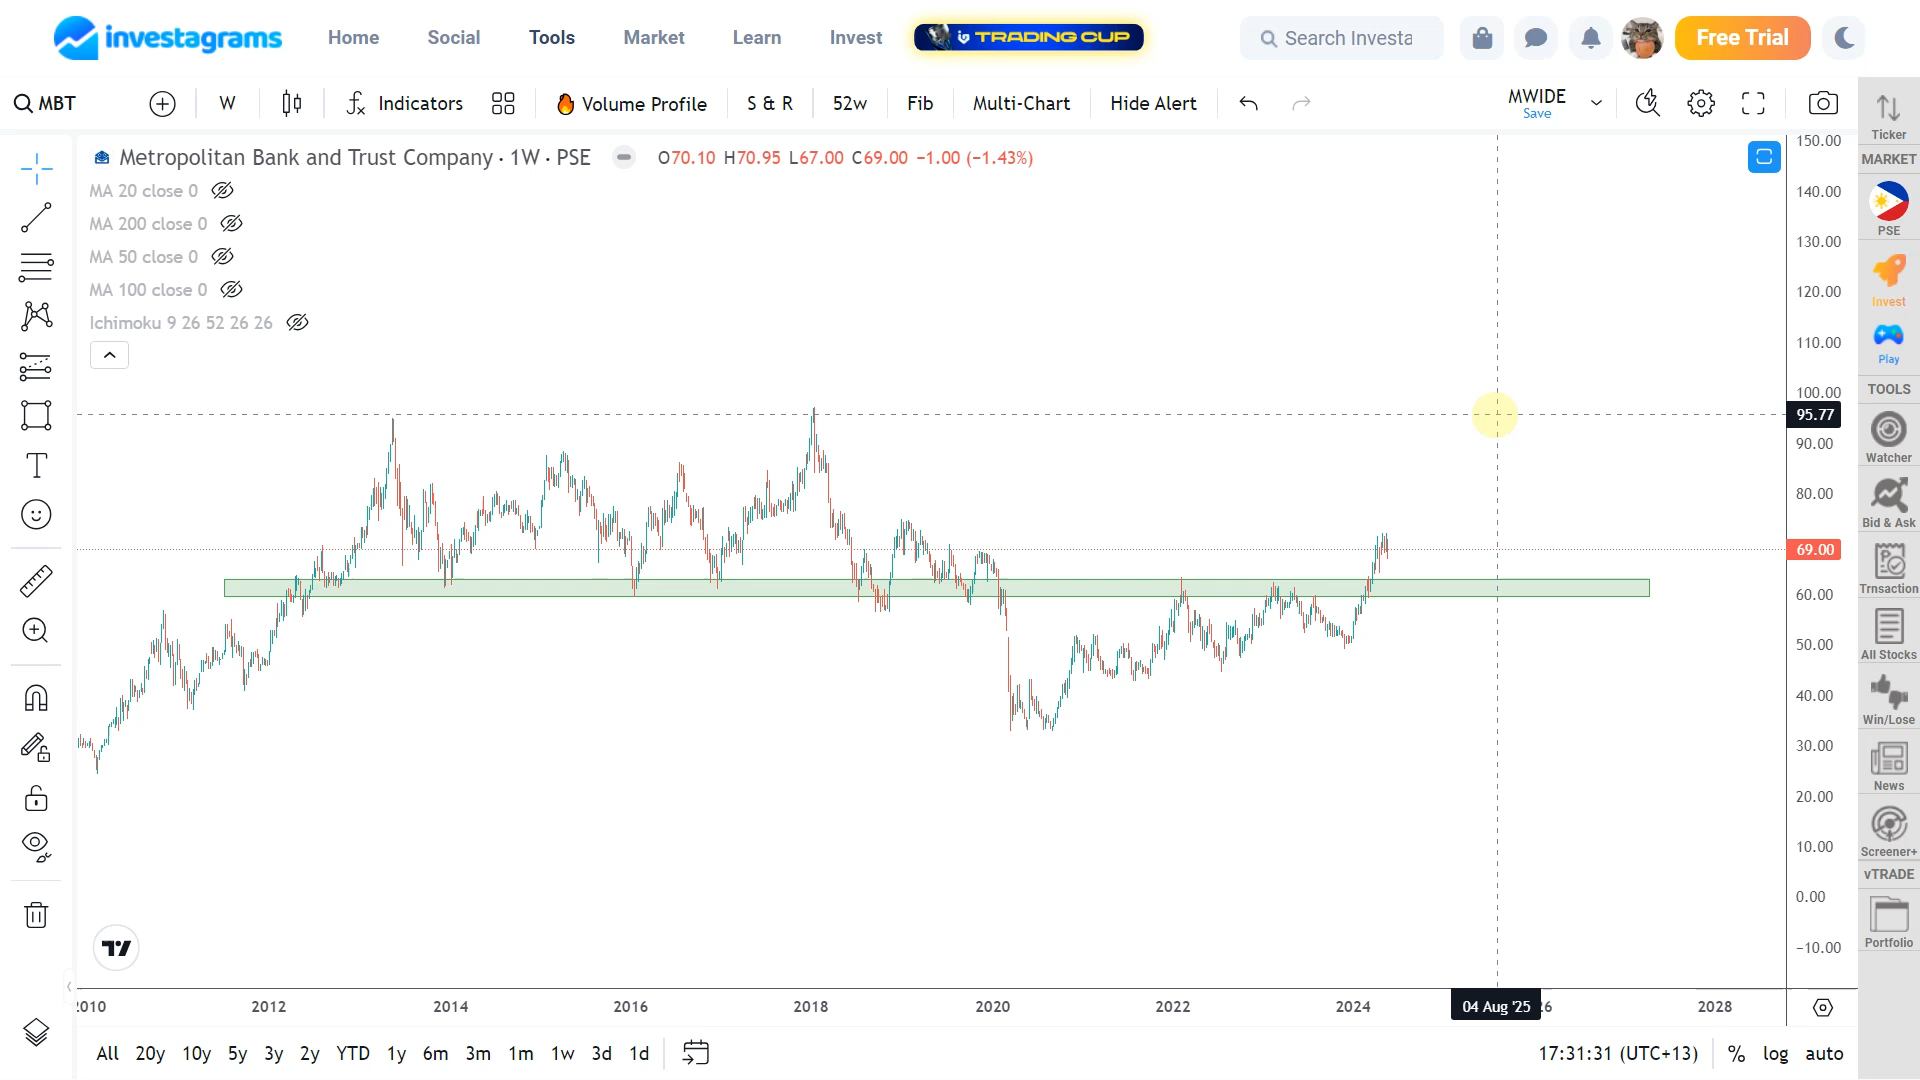 investagrams Home Social Tools Market Learn Invest TRADING CUP Search Investa Free Trial
MBT W Indicators Volume Profile S & R 52w Fib Multi-Chart Hide Alert MWIDE
Save
Metropolitan Bank and Trust Company · 1W · PSE O70.10 H70.95 L67.00 C69.00 −1.00 (−1.43%)
MA 20 close 0
MA 200 close 0
MA 50 close 0
MA 100 close 0
Ichimoku 9 26 52 26 26
150.00
140.00
130.00
120.00
110.00
100.00
95.77
90.00
80.00
69.00
60.00
50.00
40.00
30.00
20.00
10.00
0.00
−10.00
2012 2014 2016 2018 2020 2022 2024 04 Aug '25 2028
All 20y 10y 5y 3y 2y YTD 1y 6m 3m 1m 1w 3d 1d 17:31:31 (UTC+13) % log auto
Ticker
MARKET
PSE
Invest
Play
TOOLS
Watcher
Bid & Ask
Trnsaction
All Stocks
Win/Lose
News
Screener+
vTRADE
Portfolio